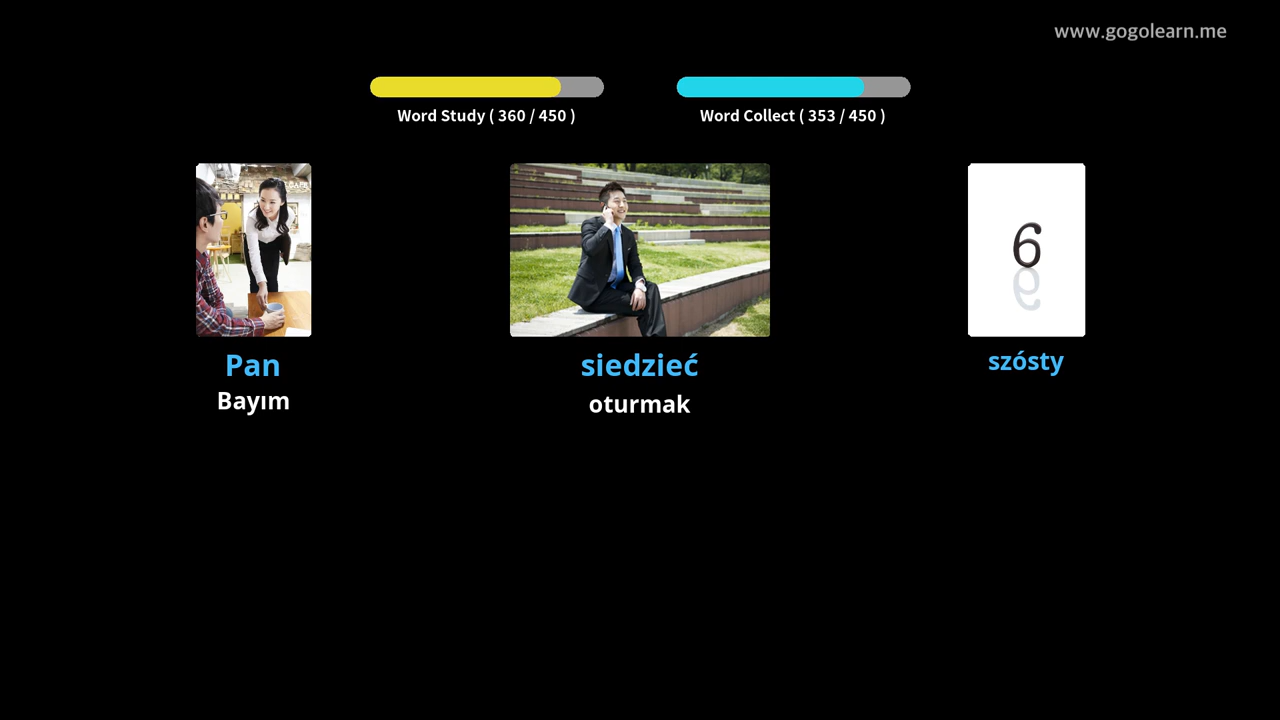 www.gogolearn.me
Word Study ( 360 / 450 )
Word Collect ( 353 / 450 )
6
Pan
Bayım
siedzieć
oturmak
szósty